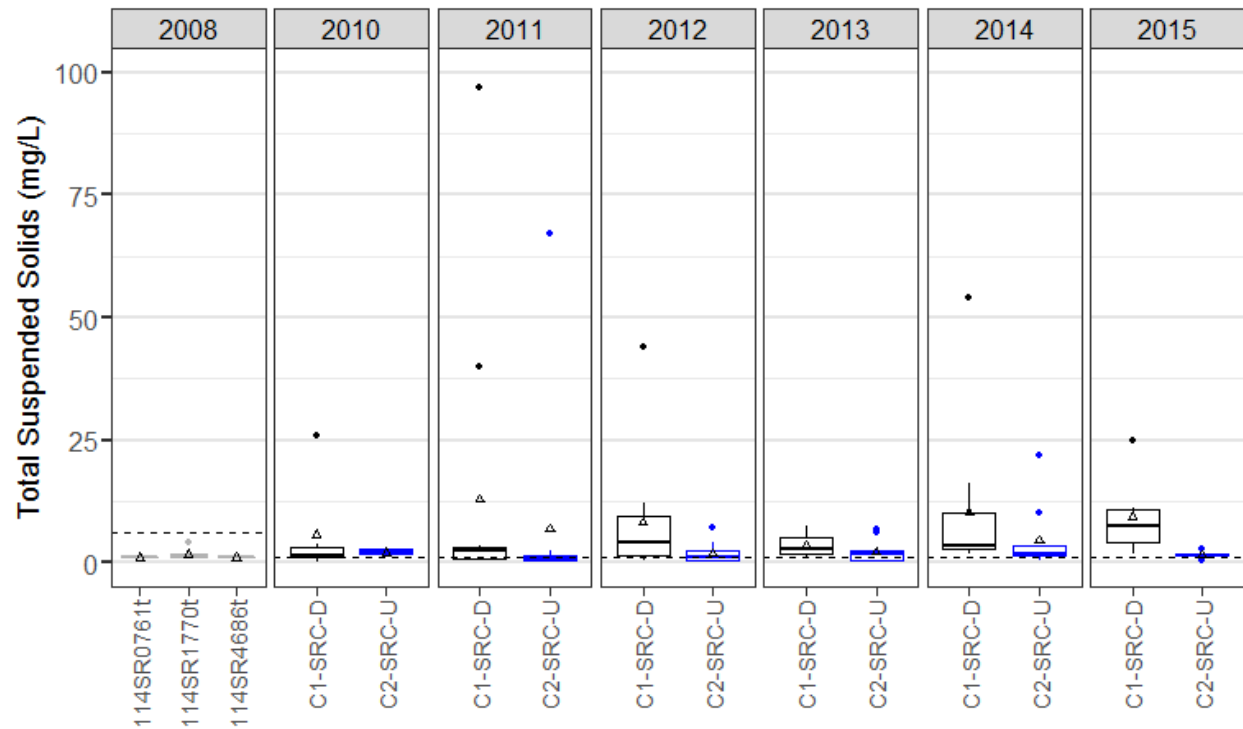 2008 2010 2011 2012 2013 2014 2015
Total Suspended Solids (mg/L)
100
75
50
25
0
114SR0761t 114SR1770t 114SR4686t C1-SRC-D C2-SRC-U C1-SRC-D C2-SRC-U C1-SRC-D C2-SRC-U C1-SRC-D C2-SRC-U C1-SRC-D C2-SRC-U C1-SRC-D C2-SRC-U